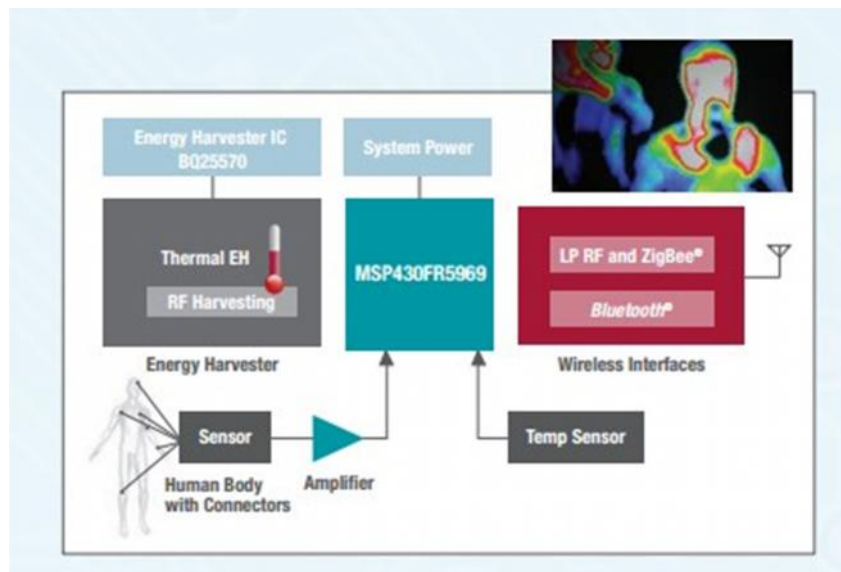 Energy Harvester IC
BQ25570
System Power
Thermal EH
RF Harvesting
MSP430FR5969
LP RF and ZigBee®
Bluetooth®
Energy Harvester
Wireless Interfaces
Sensor
Temp Sensor
Human Body
with Connectors
Amplifier